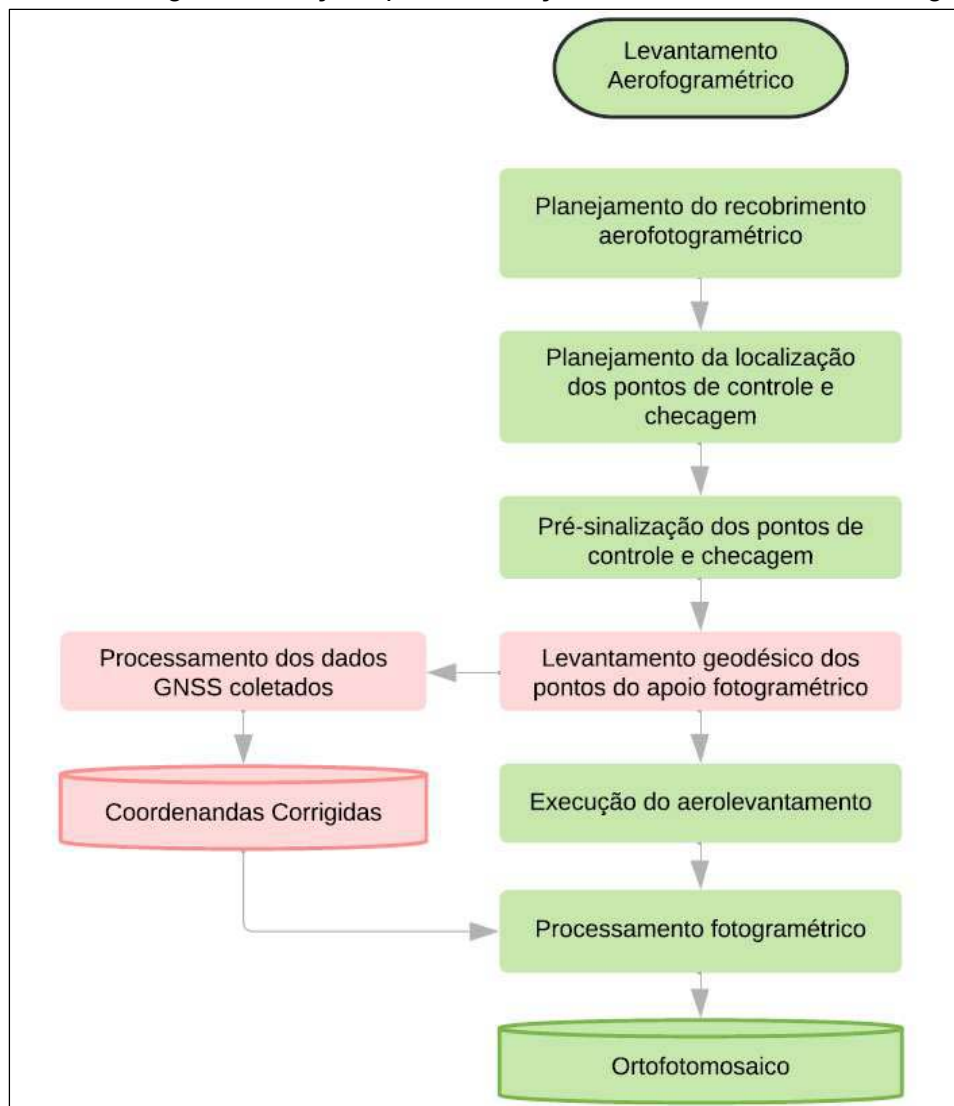 Levantamento
Aerofogramétrico
Planejamento do recobrimento
aerofotogramétrico
Planejamento da localização
dos pontos de controle e
checagem
Pré-sinalização dos pontos de
controle e checagem
Processamento dos dados
GNSS coletados
Levantamento geodésico dos
pontos do apoio fotogramétrico
Coordenandas Corrigidas
Execução do aerolevantamento
Processamento fotogramétrico
Ortofotomosaico